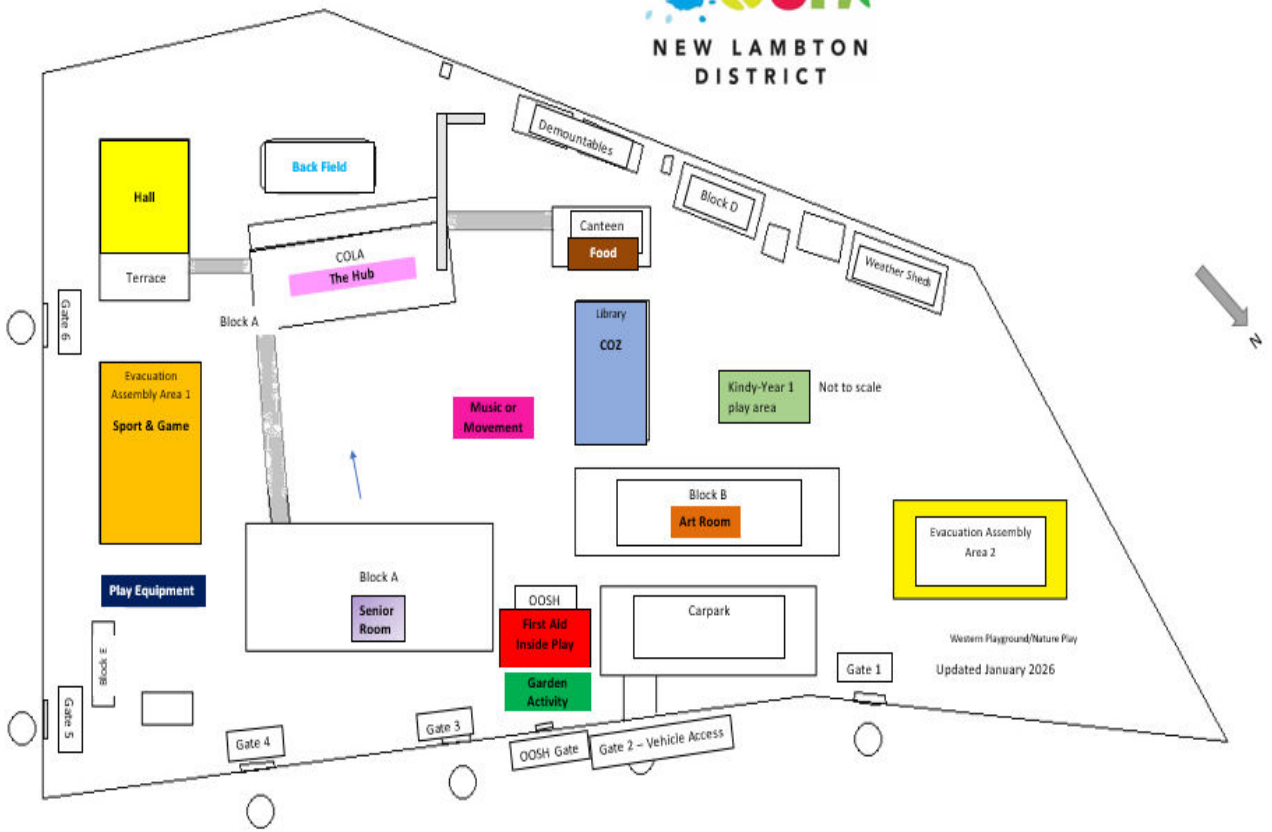 NEW LAMBTON
DISTRICT
Demountables
Hall
Back Field
Block D
Canteen
Food
COLA
The Hub
Weather Shed
Terrace
Gate 6
Block A
Library
CO2
N
Evacuation
Assembly Area 1
Sport & Game
Kindy-Year 1
play area
Not to scale
Music or
Movement
Block B
Art Room
Evacuation Assembly
Area 2
Block A
Play Equipment
Senior
Room
OOSH
First Aid
Inside Play
Carpark
Western Playground/Nature Play
Block E
Gate 1
Updated January 2026
Garden
Activity
Gate 5
Gate 4
Gate 3
OOSH Gate
Gate 2 – Vehicle Access